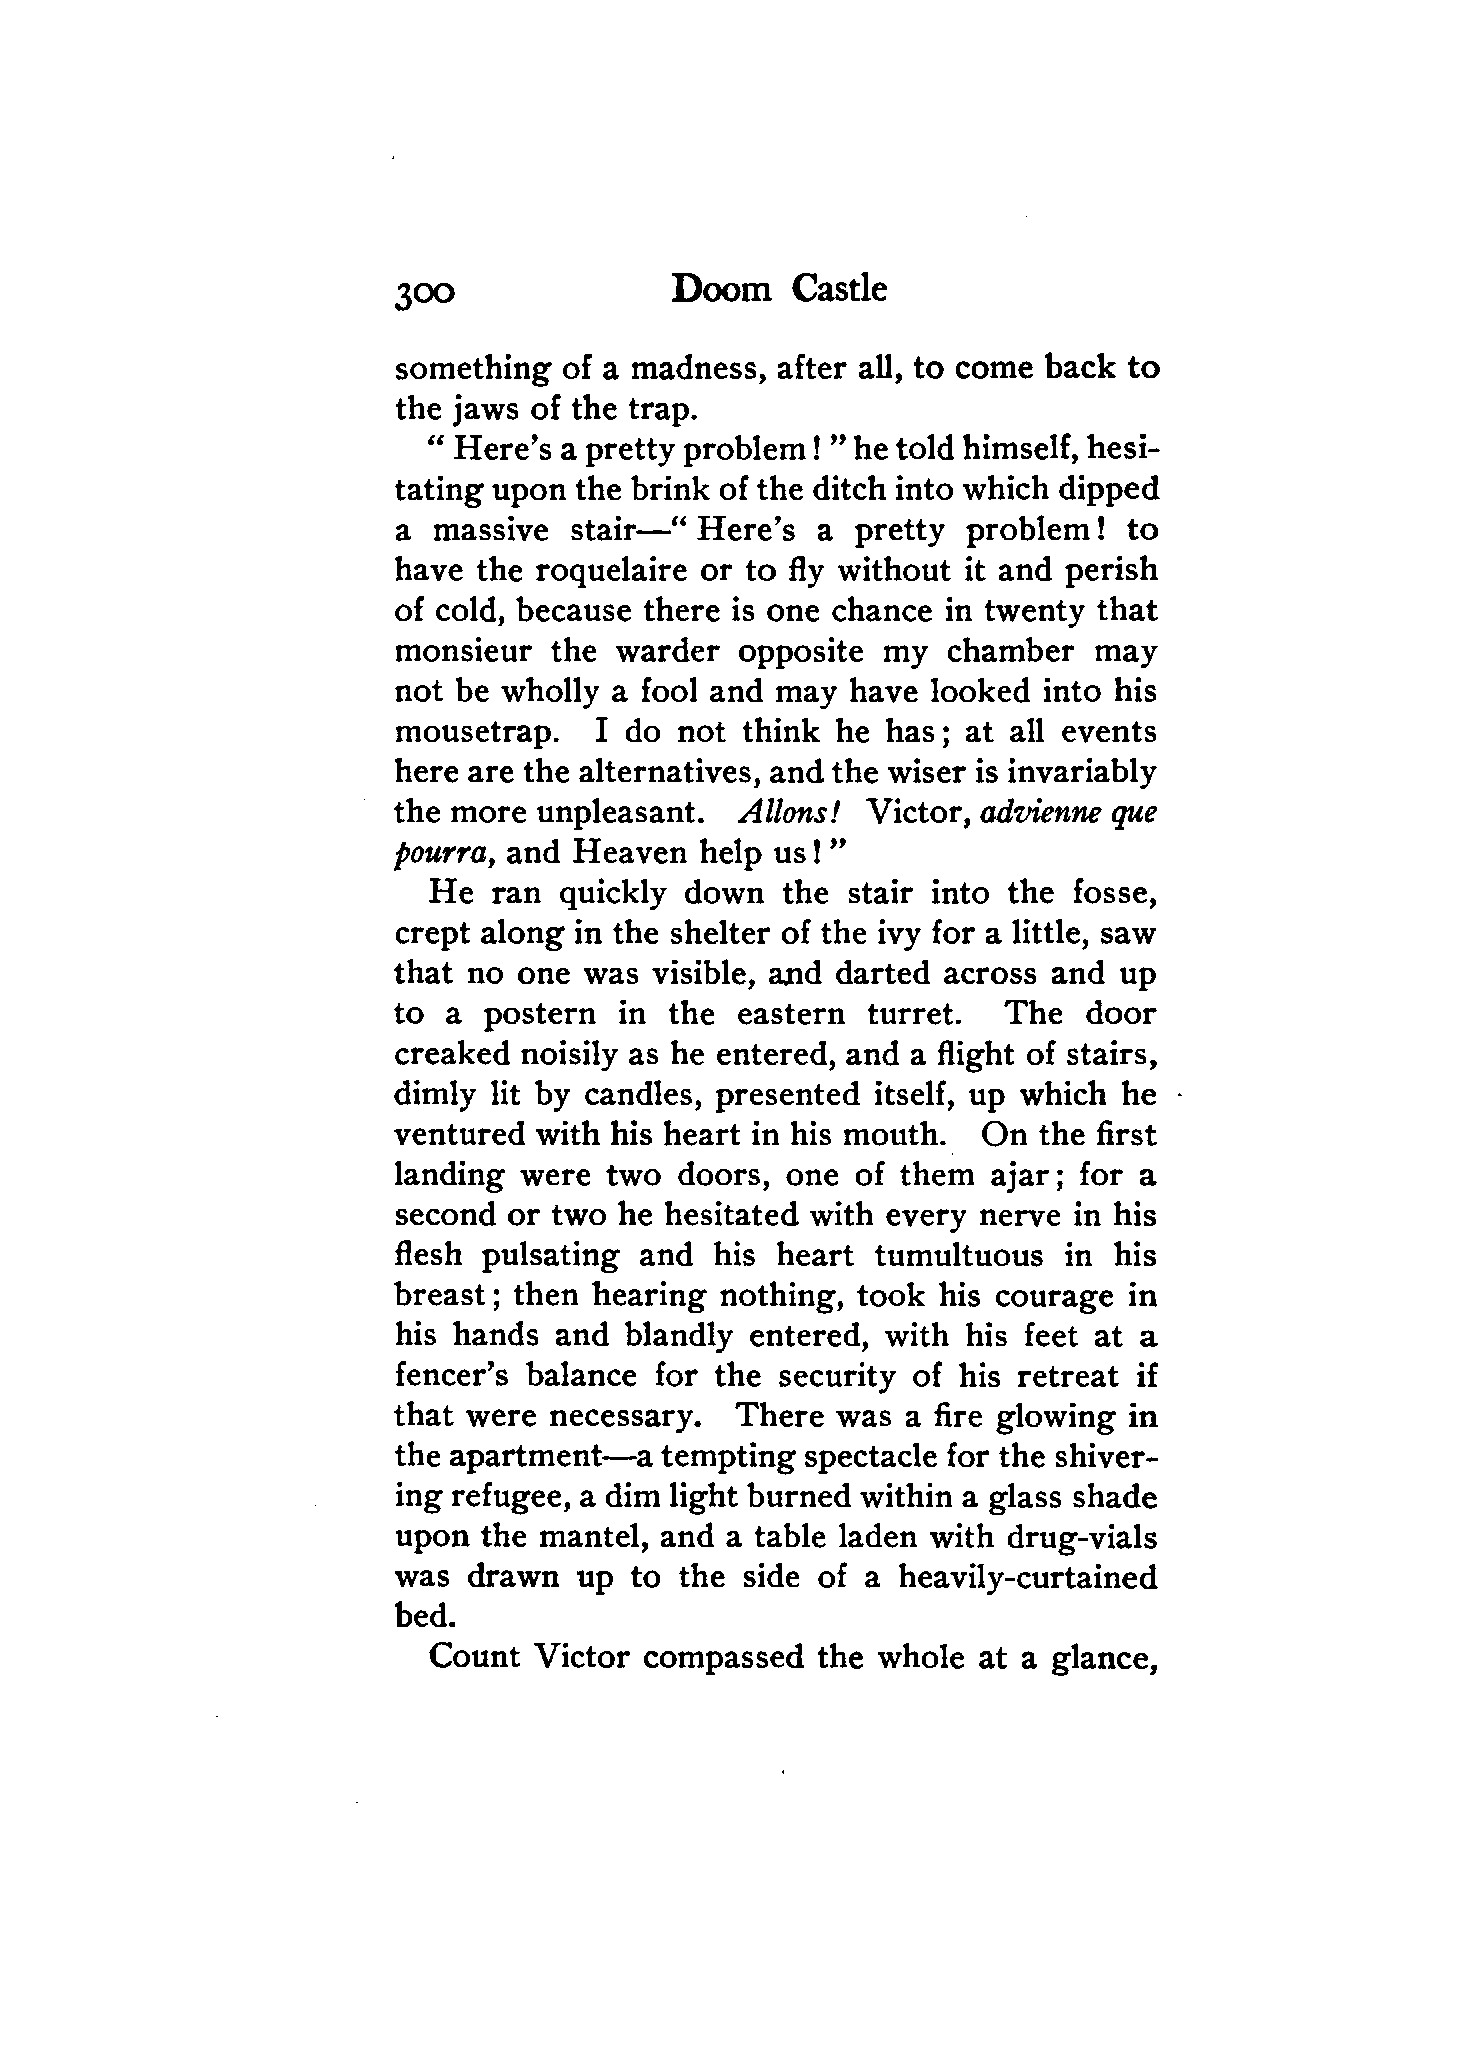 300 Doom Castle
something of a madness, after all, to come back to
the jaws of the trap.
" Here's a pretty problem! " he told himself, hesi-
tating upon the brink of the ditch into which dipped
a massive stair—" Here's a pretty problem! to
have the roquelaire or to fly without it and perish
of cold, because there is one chance in twenty that
monsieur the warder opposite my chamber may
not be wholly a fool and may have looked into his
mousetrap. I do not think he has; at all events
here are the alternatives, and the wiser is invariably
the more unpleasant. Allons! Victor, advienne que
pourra, and Heaven help us! "
He ran quickly down the stair into the fosse,
crept along in the shelter of the ivy for a little, saw
that no one was visible, and darted across and up
to a postern in the eastern turret. The door
creaked noisily as he entered, and a flight of stairs,
dimly lit by candles, presented itself, up which he
ventured with his heart in his mouth. On the first
landing were two doors, one of them ajar; for a
second or two he hesitated with every nerve in his
flesh pulsating and his heart tumultuous in his
breast; then hearing nothing, took his courage in
his hands and blandly entered, with his feet at a
fencer's balance for the security of his retreat if
that were necessary. There was a fire glowing in
the apartment—a tempting spectacle for the shiver-
ing refugee, a dim light burned within a glass shade
upon the mantel, and a table laden with drug-vials
was drawn up to the side of a heavily-curtained
bed.
Count Victor compassed the whole at a glance,